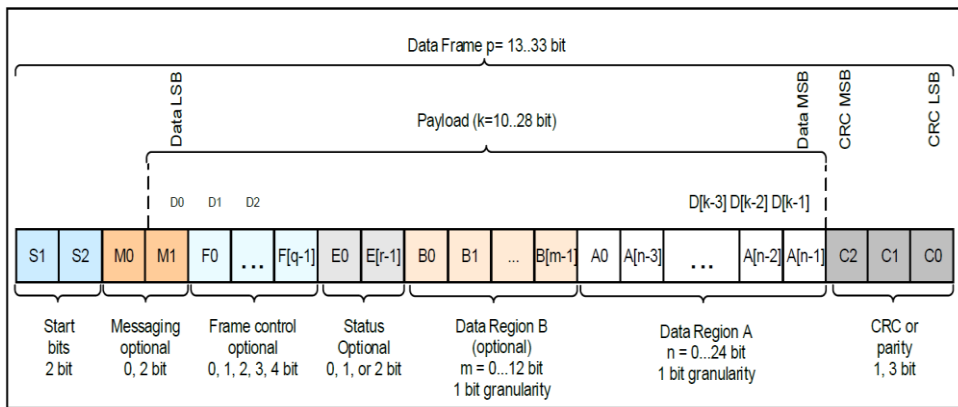 Data Frame p= 13..33 bit
Data LSB
Data MSB
CRC MSB
CRC LSB
Payload (k=10..28 bit)
D0 D1 D2 D[k-3] D[k-2] D[k-1]
S1 S2 M0 M1 F0 ... F[q-1] E0 E[r-1] B0 B1 ... B[m-1] A0 A[n-3] ... A[n-2] A[n-1] C2 C1 C0
Start
bits
2 bit
Messaging
optional
0, 2 bit
Frame control
optional
0, 1, 2, 3, 4 bit
Status
Optional
0, 1, or 2 bit
Data Region B
(optional)
m = 0...12 bit
1 bit granularity
Data Region A
n = 0...24 bit
1 bit granularity
CRC or
parity
1, 3 bit